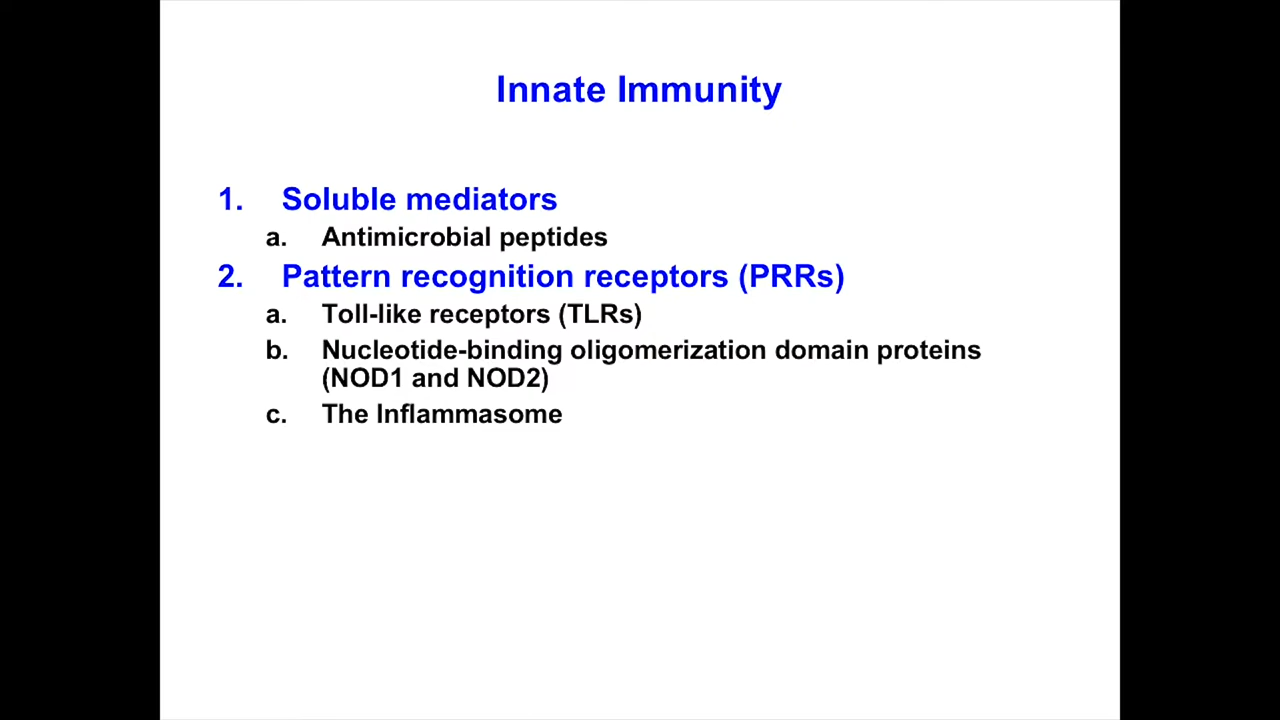 Innate Immunity
1. Soluble mediators
a. Antimicrobial peptides
2. Pattern recognition receptors (PRRs)
a. Toll-like receptors (TLRs)
b. Nucleotide-binding oligomerization domain proteins
(NOD1 and NOD2)
c. The Inflammasome